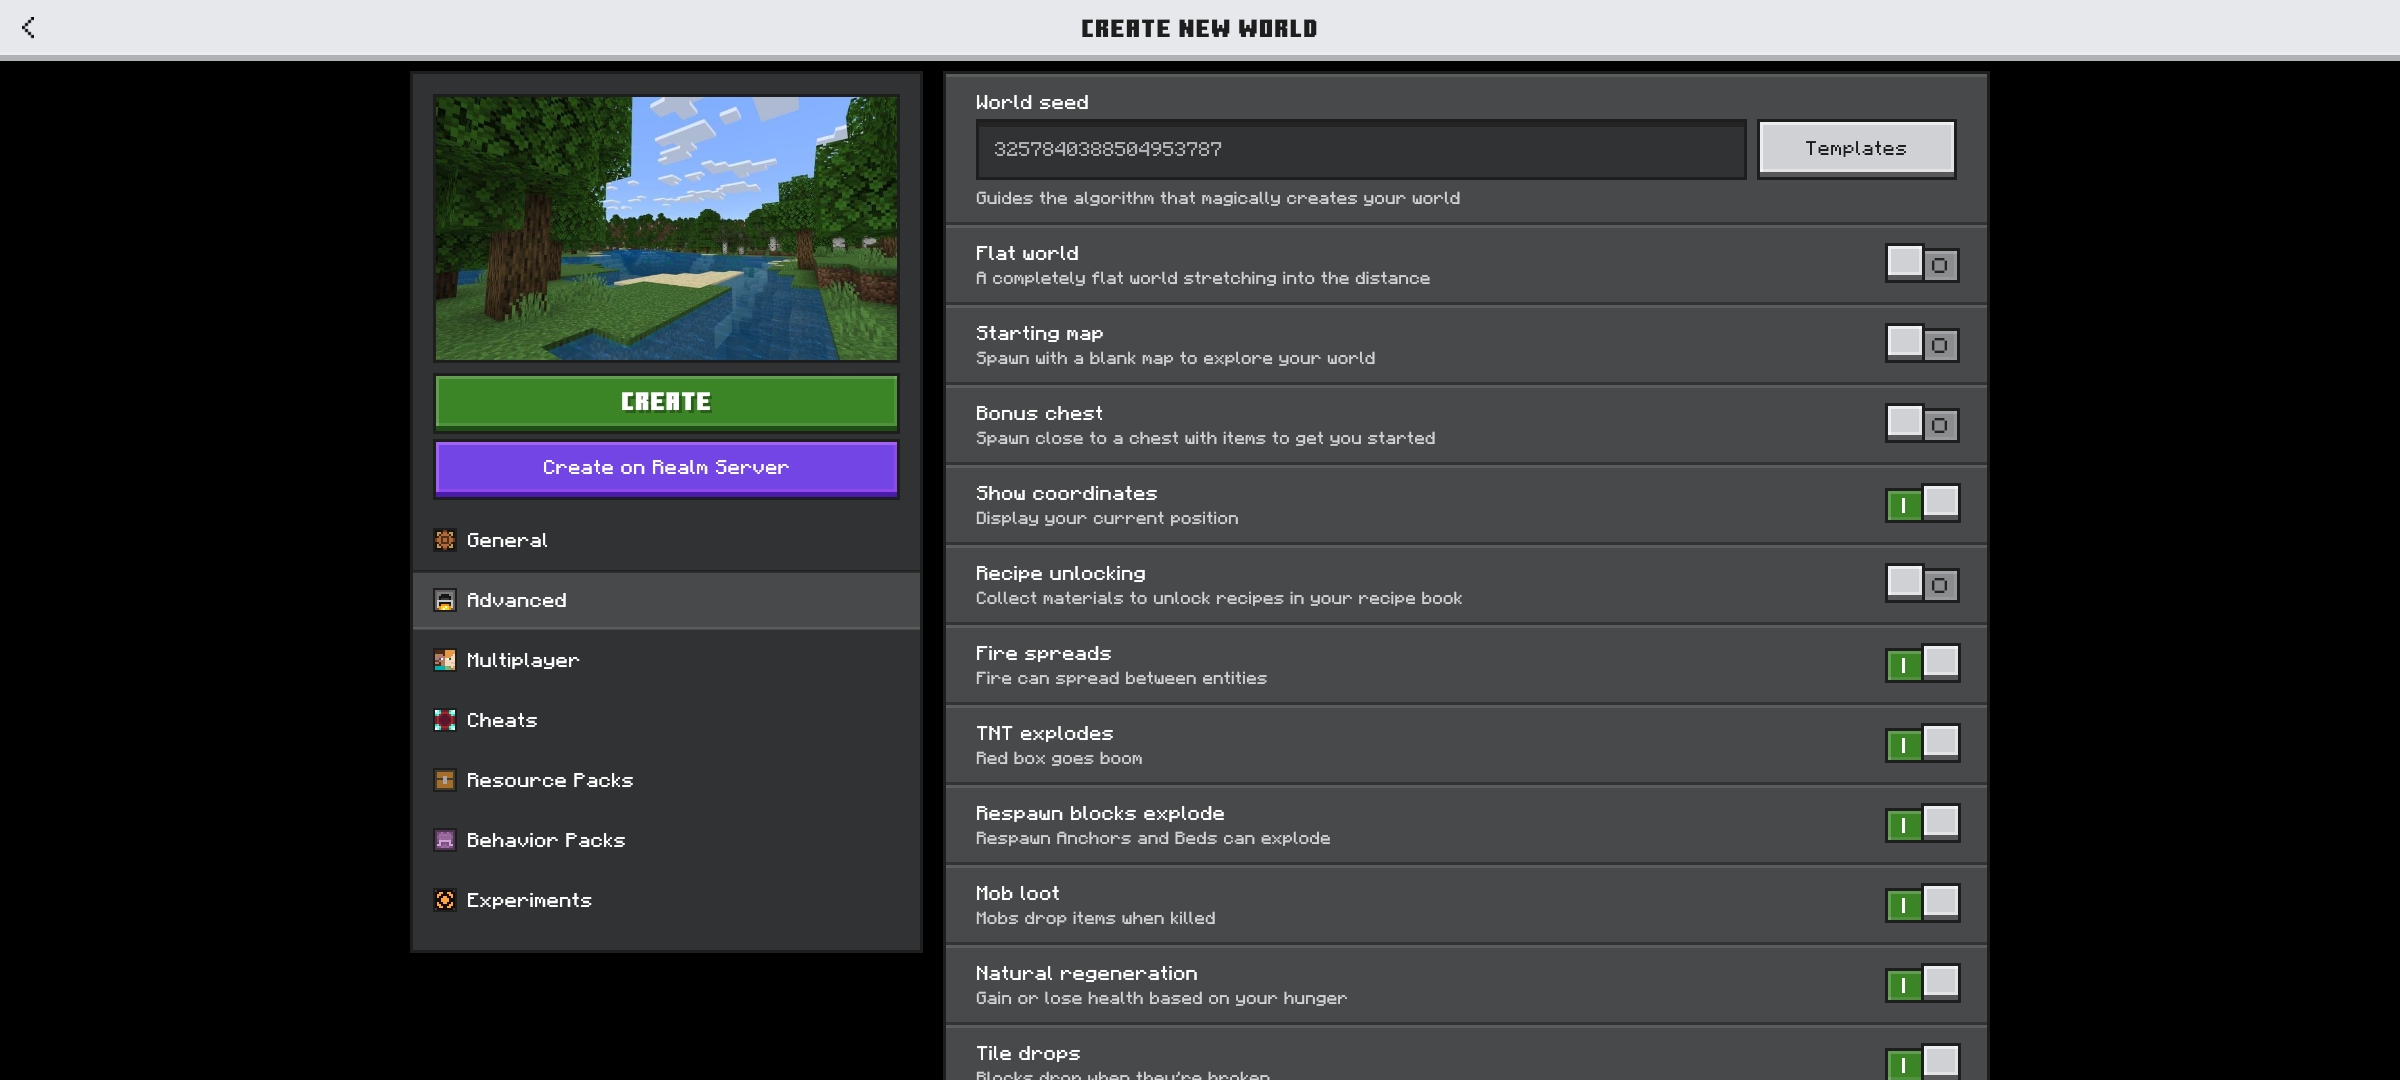 CREATE NEW WORLD
CREATE
Create on Realm Server
General
Advanced
Multiplayer
Cheats
Resource Packs
Behavior Packs
Experiments
World seed
3257840388504953787
Templates
Guides the algorithm that magically creates your world
Flat world
A completely flat world stretching into the distance
Starting map
Spawn with a blank map to explore your world
Bonus chest
Spawn close to a chest with items to get you started
Show coordinates
Display your current position
Recipe unlocking
Collect materials to unlock recipes in your recipe book
Fire spreads
Fire can spread between entities
TNT explodes
Red box goes boom
Respawn blocks explode
Respawn Anchors and Beds can explode
Mob loot
Mobs drop items when killed
Natural regeneration
Gain or lose health based on your hunger
Tile drops
Blocks drop when they're broken